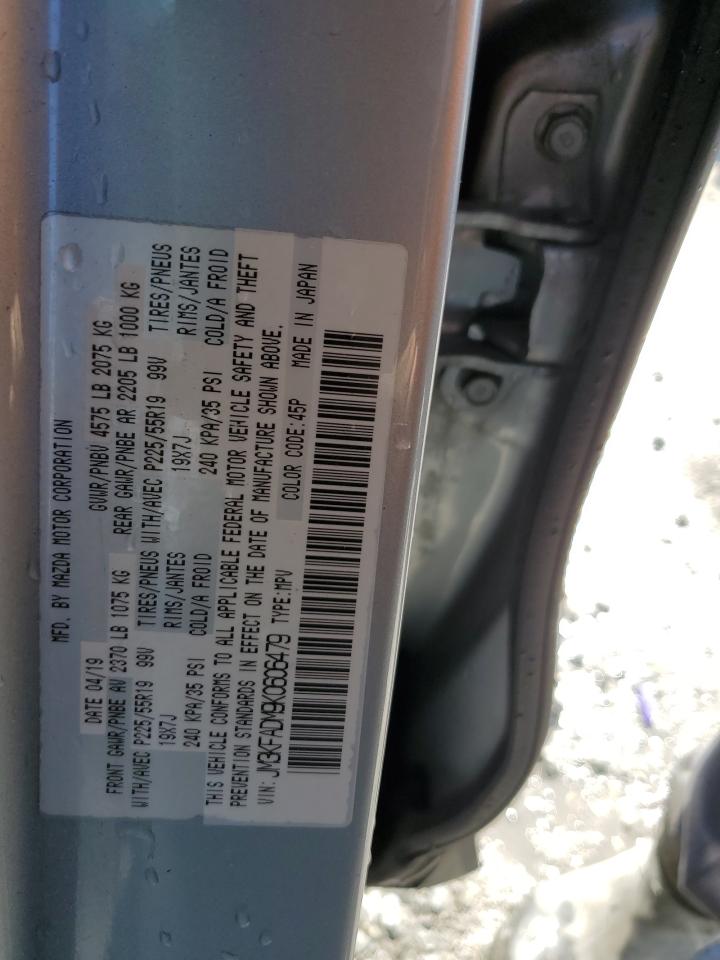 MFD. BY MAZDA MOTOR CORPORATION
DATE 04/19 GVWR/PNBV 4575 LB 2075 KG
FRONT GAWR/PNBE AV 2370 LB 1075 KG REAR GAWR/PNBE AR 2205 LB 1000 KG
WITH/AVEC P225/55R19 99V TIRES/PNEUS WITH/AVEC P225/55R19 99V TIRES/PNEUS
19X7J RIMS/JANTES 19X7J RIMS/JANTES
240 KPA/35 PSI COLD/A FROID 240 KPA/35 PSI COLD/A FROID
THIS VEHICLE CONFORMS TO ALL APPLICABLE FEDERAL MOTOR VEHICLE SAFETY AND THEFT
PREVENTION STANDARDS IN EFFECT ON THE DATE OF MANUFACTURE SHOWN ABOVE.
VIN: JM3KFADM9K0606479 TYPE:MPV COLOR CODE:45P MADE IN JAPAN